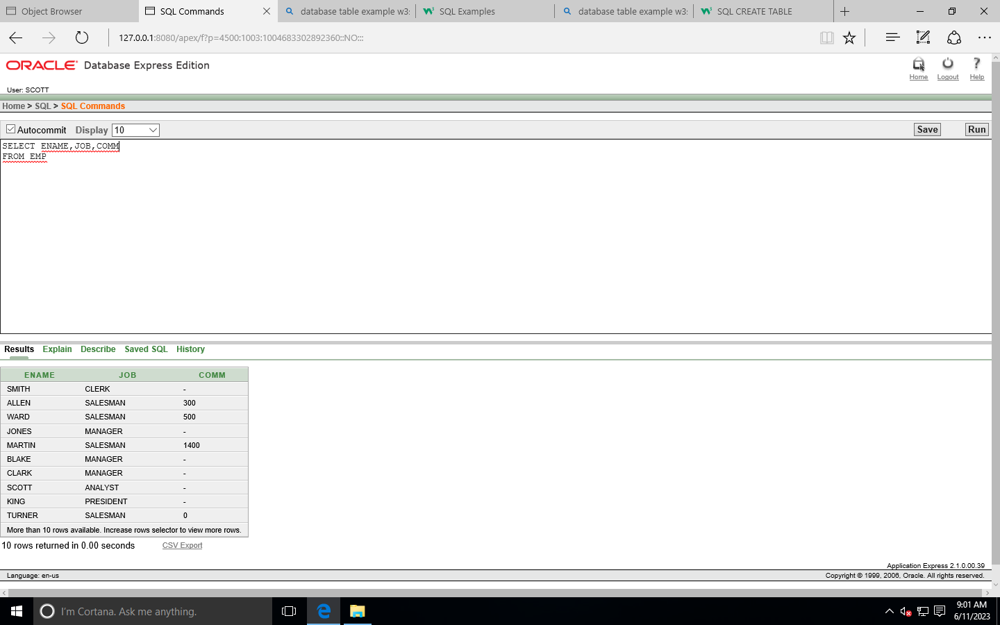 Object Browser
SQL Commands
database table example w3:
SQL Examples
database table example w3:
SQL CREATE TABLE
127.0.0.1:8080/apex/f?p=4500:1003:1004683302892360::NO:::
ORACLE Database Express Edition
Home Logout Help
User: SCOTT
Home > SQL > SQL Commands
Autocommit Display 10 Save Run
SELECT ENAME,JOB,COMM
FROM EMP
Results Explain Describe Saved SQL History
ENAME JOB COMM
SMITH CLERK -
ALLEN SALESMAN 300
WARD SALESMAN 500
JONES MANAGER -
MARTIN SALESMAN 1400
BLAKE MANAGER -
CLARK MANAGER -
SCOTT ANALYST -
KING PRESIDENT -
TURNER SALESMAN 0
More than 10 rows available. Increase rows selector to view more rows.
10 rows returned in 0.00 seconds CSV Export
Application Express 2.1.0.00.39
Language: en-us Copyright © 1999, 2006, Oracle. All rights reserved.
I'm Cortana. Ask me anything.
9:01 AM
6/11/2023